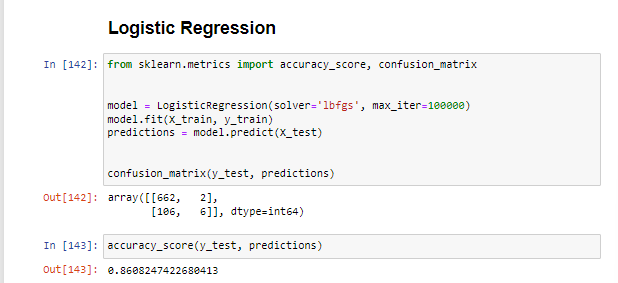 Logistic Regression
In [142]: from sklearn.metrics import accuracy_score, confusion_matrix
model = LogisticRegression(solver='lbfgs', max_iter=100000)
model.fit(X_train, y_train)
predictions = model.predict(X_test)
confusion_matrix(y_test, predictions)
Out[142]: array([[662,   2],
       [106,   6]], dtype=int64)
In [143]: accuracy_score(y_test, predictions)
Out[143]: 0.8608247422680413